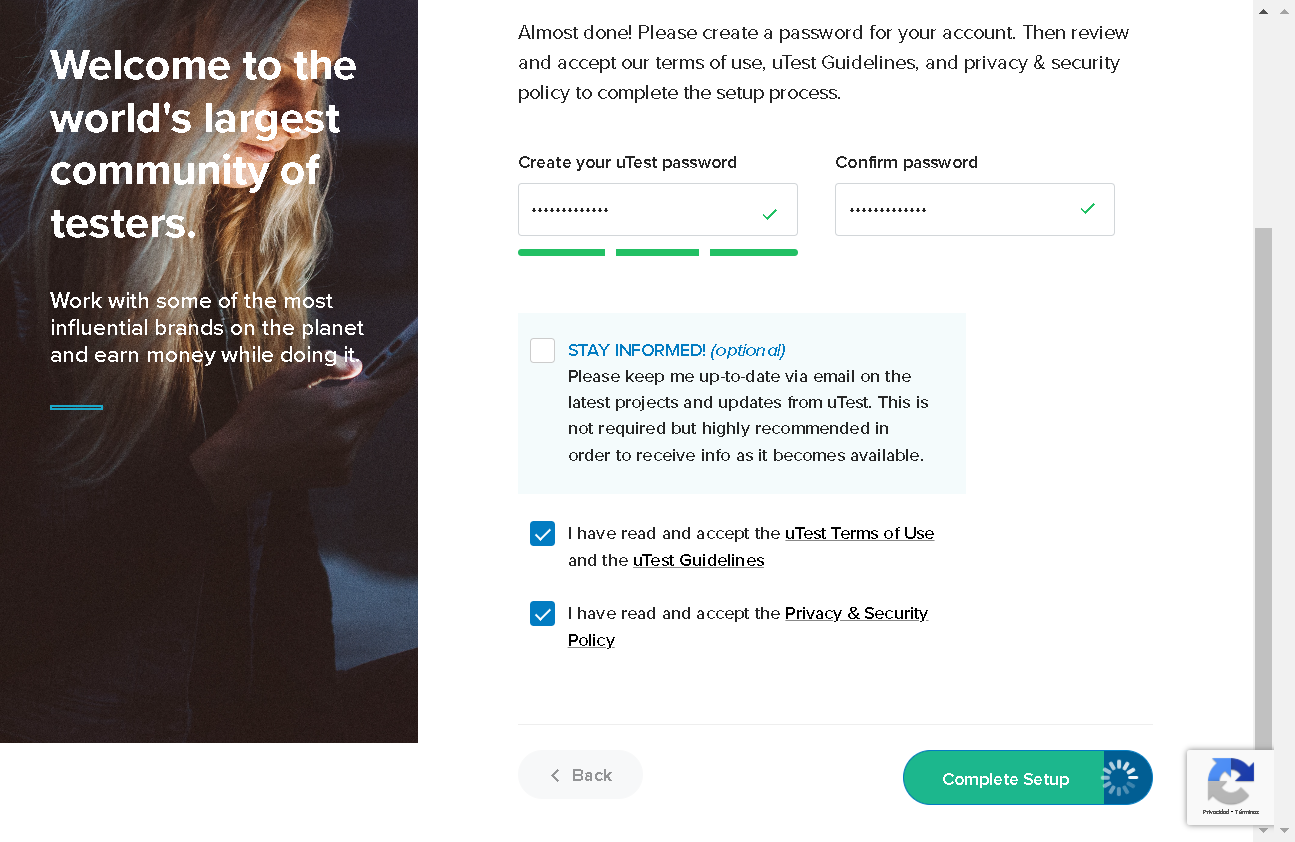 Welcome to the
world's largest
community of
testers.
Work with some of the most
influential brands on the planet
and earn money while doing it.
Almost done! Please create a password for your account. Then review
and accept our terms of use, uTest Guidelines, and privacy & security
policy to complete the setup process.
Create your uTest password
Confirm password
STAY INFORMED! (optional)
Please keep me up-to-date via email on the
latest projects and updates from uTest. This is
not required but highly recommended in
order to receive info as it becomes available.
I have read and accept the uTest Terms of Use
and the uTest Guidelines
I have read and accept the Privacy & Security
Policy
Back
Complete Setup
Privacidad - Términos